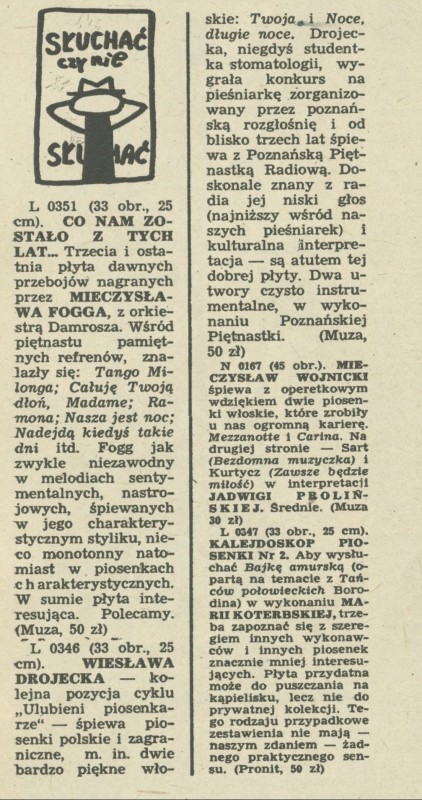 SŁUCHAĆ
czy nie
SŁUCHAĆ
L 0351 (33 obr., 25
cm). CO NAM ZO-
STAŁO Z TYCH
LAT... Trzecia i osta-
tnia płyta dawnych
przebojów nagranych
przez MIECZYSŁA-
WA FOGGA, z orkie-
strą Damrosza. Wśród
piętnastu pamięt-
nych refrenów, zna-
lazły się: Tango Mi-
longa; Całuję Twoją
dłoń, Madame; Ra-
mona; Nasza jest noc;
Nadejdą kiedyś takie
dni itd. Fogg jak
zwykle niezawodny
w melodiach senty-
mentalnych, nastro-
jowych, śpiewanych
w jego charaktery-
stycznym styliku, nie-
co monotonny nato-
miast w piosenkach
charakterystycznych.
W sumie płyta inte-
resująca. Polecamy.
(Muza, 50 zł)
L 0346 (33 obr., 25
cm). WIESŁAWA
DROJECKA — ko-
lejna pozycja cyklu
„Ulubieni piosenka-
rze“ — śpiewa pio-
senki polskie i zagra-
niczne, m. in. dwie
bardzo piękne wło-
skie: Twoja i Noce,
długie noce. Drojec-
ka, niegdyś student-
ka stomatologii, wy-
grała konkurs na
pieśniarkę zorganizo-
wany przez poznań-
ską rozgłośnię i od
blisko trzech lat śpie-
wa z Poznańską Pięt-
nastką Radiową. Do-
skonale znany z ra-
dia jej niski głos
(najniższy wśród na-
szych pieśniarek) i
kulturalna interpre-
tacja — są atutem tej
dobrej płyty. Dwa u-
twory czysto instru-
mentalne, w wyko-
naniu Poznańskiej
Piętnastki. (Muza,
50 zł)
N 0167 (45 obr.). MIE-
CZYSŁAW WOJNICKI
śpiewa z operetkowym
wdziękiem dwie piosen-
ki włoskie, które zrobiły
u nas ogromną karierę.
Mezzanotte i Carina. Na
drugiej stronie — Sart
(Bezdomna muzyczka) i
Kurtycz (Zawsze będzie
miłość) w interpretacji
JADWIGI PROLIŃ-
SKIEJ. Średnie. (Muza
30 zł)
L 0347 (33 obr., 25 cm).
KALEJDOSKOP PIO-
SENKI Nr 2. Aby wysłu-
chać Bajkę amurską (o-
partą na temacie z Tań-
ców połowieckich Boro-
dina) w wykonaniu MA-
RII KOTERBSKIEJ, trze-
ba zapoznać się z szere-
giem innych wykonaw-
ców i innych piosenek
znacznie mniej interesu-
jących. Płyta przydatna
może do puszczania na
kąpielisku, lecz nie do
prywatnej kolekcji. Te-
go rodzaju przypadkowe
zestawienia nie mają —
naszym zdaniem — żad-
nego praktycznego sen-
su. (Pronit, 50 zł)